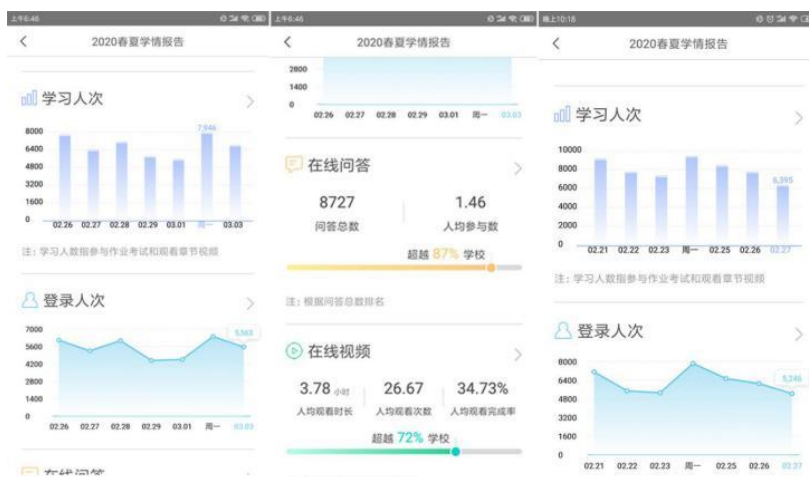 上午6:46
2020春夏学情报告
学习人次
7,946
8000
6400
4800
3200
1600
0
02.26 02.27 02.28 02.29 03.01 周一 03.03
注：学习人数指参与作业考试和观看章节视频
登录人次
7000
5,563
5600
4200
2800
1400
0
02.26 02.27 02.28 02.29 03.01 周一 03.03
在线问答
上午6:46
2020春夏学情报告
2800
1400
0
02.26 02.27 02.28 02.29 03.01 周一 03.03
在线问答
8727 1.46
问答总数 人均参与数
超越 87% 学校
注：根据问答总数排名
在线视频
3.78 小时 26.67 34.73%
人均观看时长 人均观看次数 人均观看完成率
超越 72% 学校
晚上10:18
2020春夏学情报告
学习人次
10000
8000
6,395
6000
4000
2000
0
02.21 02.22 02.23 周一 02.25 02.26 02.27
注：学习人数指参与作业考试和观看章节视频
登录人次
8000
6400
5,246
4800
3200
1600
0
02.21 02.22 02.23 周一 02.25 02.26 02.27